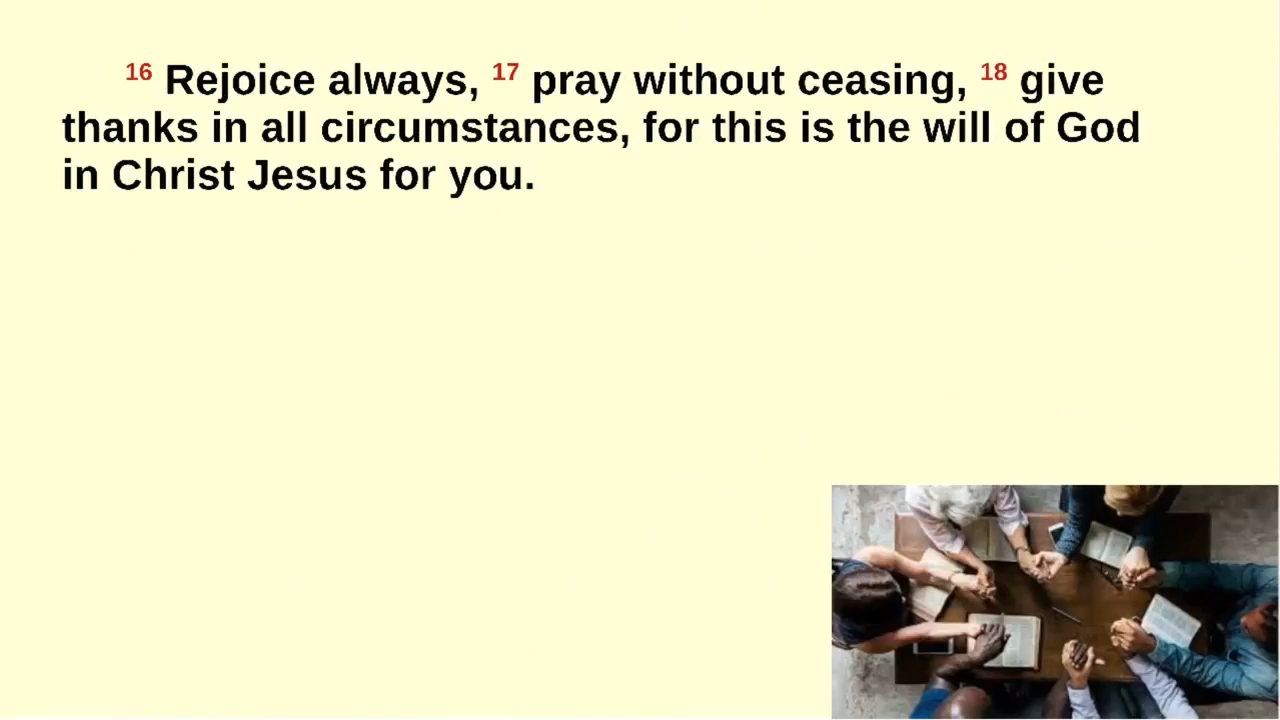 16 Rejoice always, 17 pray without ceasing, 18 give
thanks in all circumstances, for this is the will of God
in Christ Jesus for you.